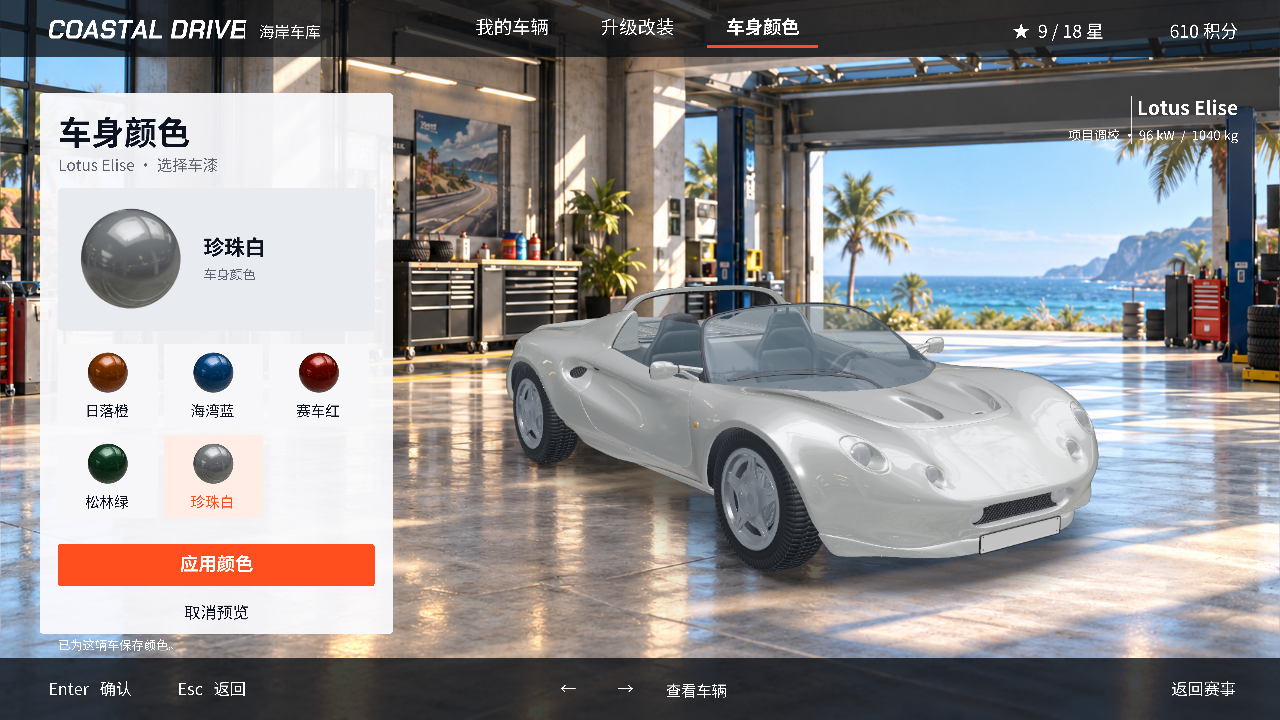 COASTAL DRIVE 海岸车库
我的车辆 升级改装 车身颜色
★ 9 / 18 星 610 积分
Lotus Elise
项目调校 · 96 kW / 1040 kg
车身颜色
Lotus Elise · 选择车漆
珍珠白
车身颜色
日落橙 海湾蓝 赛车红
松林绿 珍珠白
应用颜色
取消预览
已为这辆车保存颜色。
Enter 确认 Esc 返回 ← → 查看车辆 返回赛事